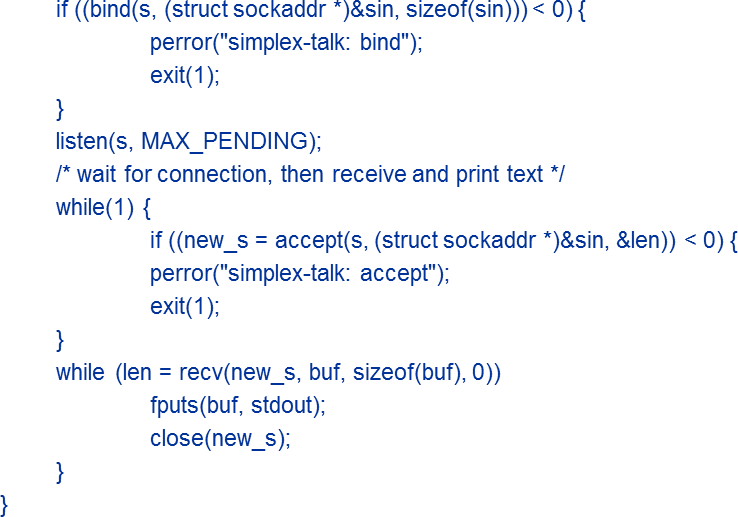 if ((bind(s, (struct sockaddr *)&sin, sizeof(sin))) < 0) {
perror("simplex-talk: bind");
exit(1);
}
listen(s, MAX_PENDING);
/* wait for connection, then receive and print text */
while(1) {
if ((new_s = accept(s, (struct sockaddr *)&sin, &len)) < 0) {
perror("simplex-talk: accept");
exit(1);
}
while (len = recv(new_s, buf, sizeof(buf), 0))
fputs(buf, stdout);
close(new_s);
}
}